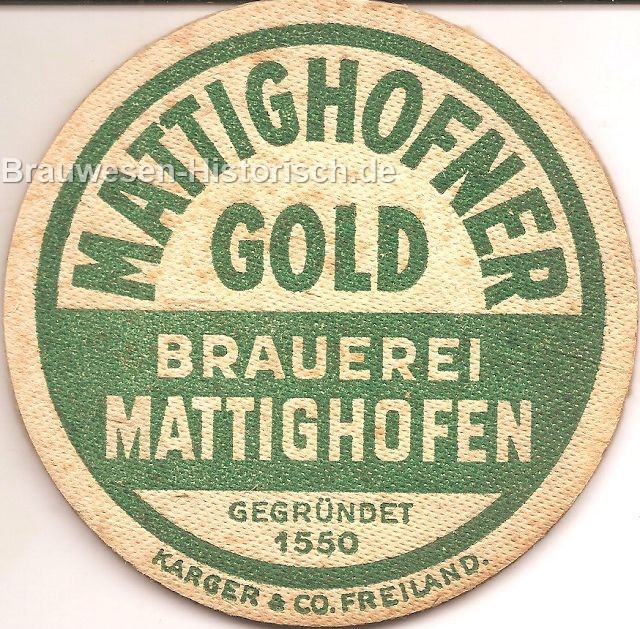 MATTIGHOFNER
Brauwesen-Historisch.de
GOLD
BRAUEREI
MATTIGHOFEN
GEGRÜNDET
1550
KARGER & CO. FREILAND.